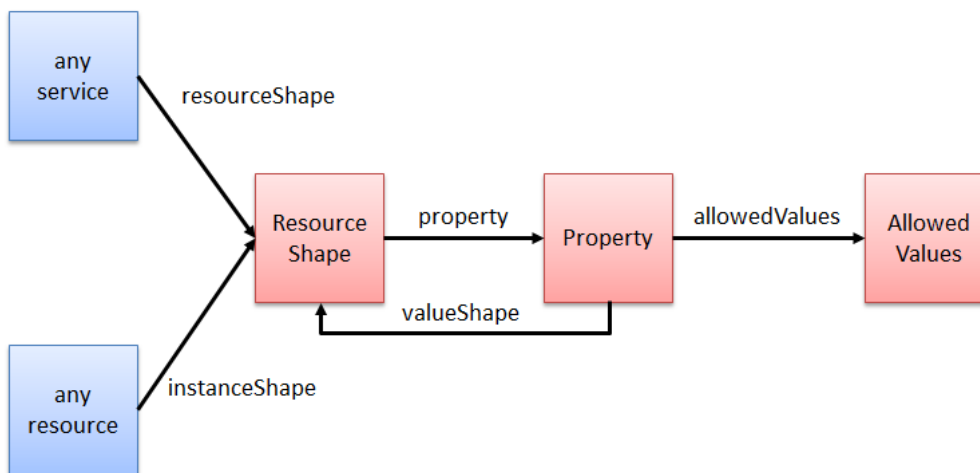 any
service
resourceShape
Resource
Shape
property
Property
allowedValues
Allowed
Values
valueShape
instanceShape
any
resource